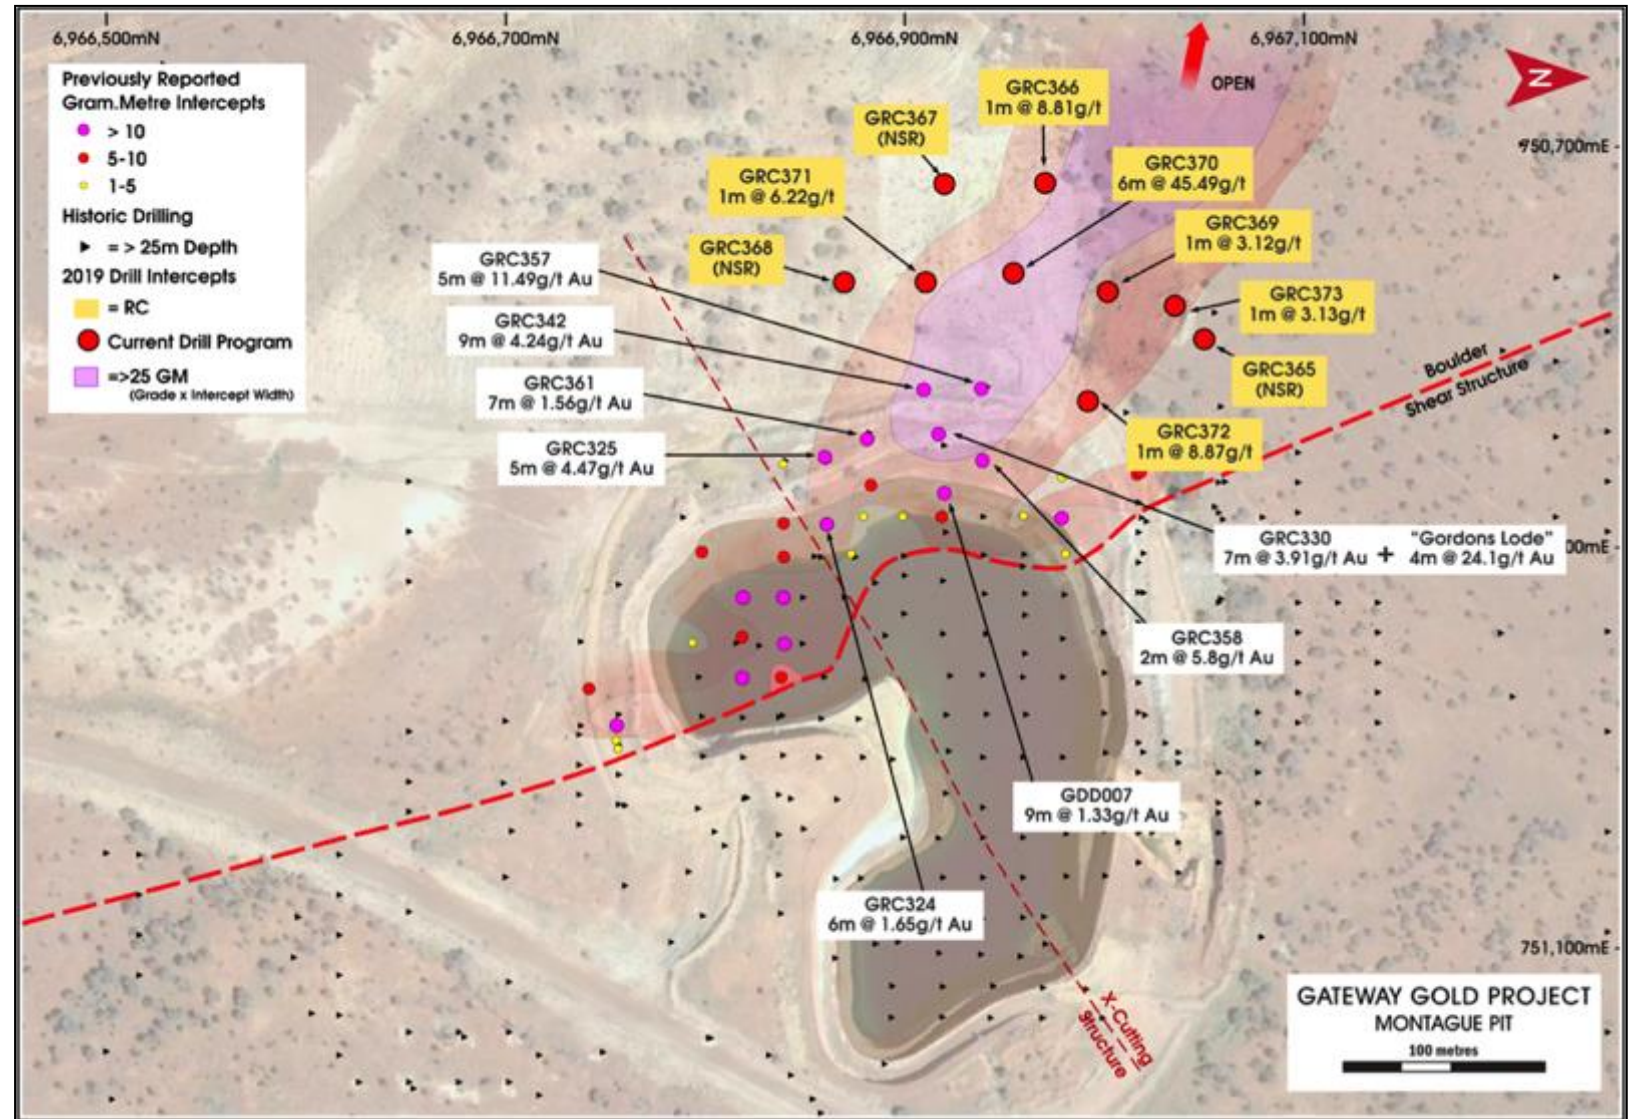 6,966,500mN
6,966,700mN
6,966,900mN
6,967,100mN
Previously Reported
Gram.Metre Intercepts
> 10
5-10
1-5
Historic Drilling
= > 25m Depth
2019 Drill Intercepts
= RC
Current Drill Program
=>25 GM
(Grade x Intercept Width)
OPEN
N
750,700mE
GRC366
1m @ 8.81g/t
GRC367
(NSR)
GRC370
6m @ 45.49g/t
GRC371
1m @ 6.22g/t
GRC369
1m @ 3.12g/t
GRC368
(NSR)
GRC357
5m @ 11.49g/t Au
GRC373
1m @ 3.13g/t
GRC342
9m @ 4.24g/t Au
Boulder
Shear Structure
GRC365
(NSR)
GRC361
7m @ 1.56g/t Au
GRC372
1m @ 8.87g/t
GRC325
5m @ 4.47g/t Au
GRC330
7m @ 3.91g/t Au
+
"Gordons Lode"
4m @ 24.1g/t Au
00mE
GRC358
2m @ 5.8g/t Au
GDD007
9m @ 1.33g/t Au
GRC324
6m @ 1.65g/t Au
751,100mE
X-Cutting
Structure
GATEWAY GOLD PROJECT
MONTAGUE PIT
100 metres